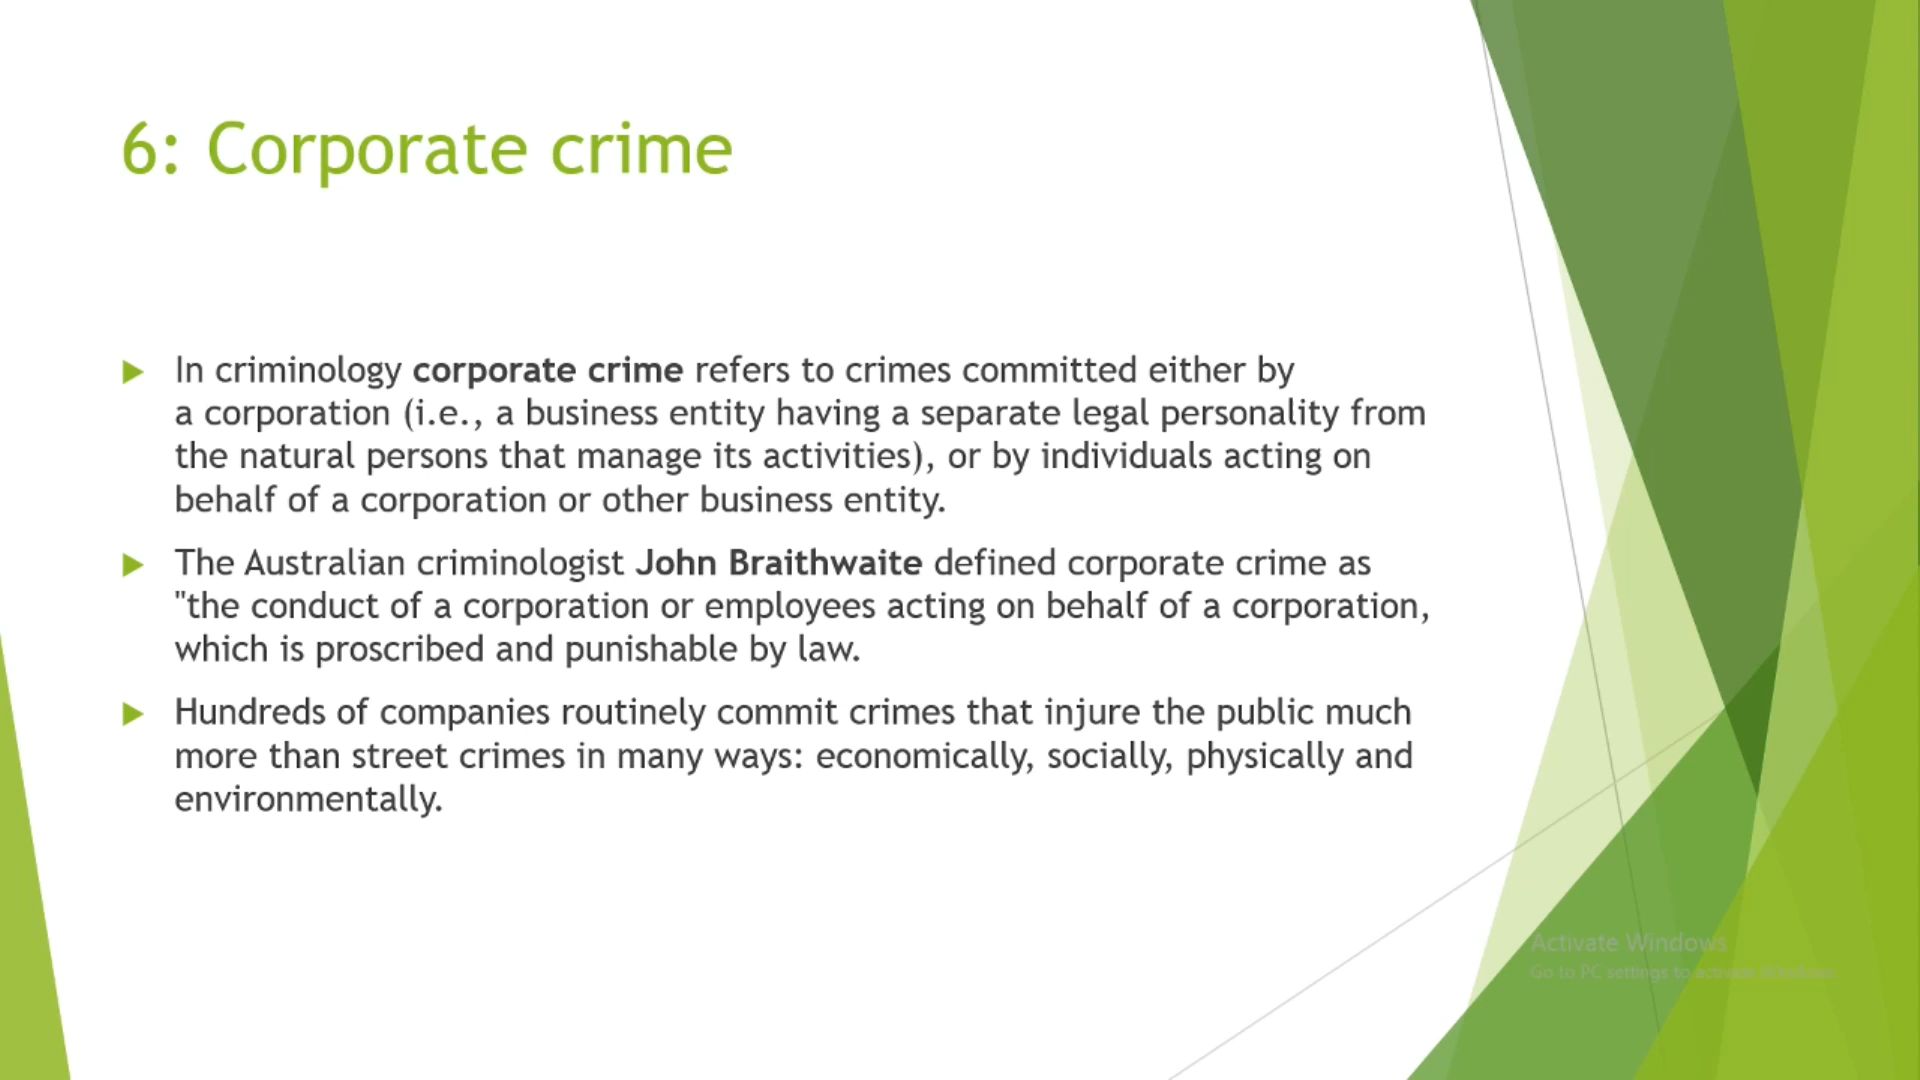 6: Corporate crime
In criminology corporate crime refers to crimes committed either by
a corporation (i.e., a business entity having a separate legal personality from
the natural persons that manage its activities), or by individuals acting on
behalf of a corporation or other business entity.
The Australian criminologist John Braithwaite defined corporate crime as
"the conduct of a corporation or employees acting on behalf of a corporation,
which is proscribed and punishable by law.
Hundreds of companies routinely commit crimes that injure the public much
more than street crimes in many ways: economically, socially, physically and
environmentally.
Activate Windows
Go to PC settings to activate Windows.